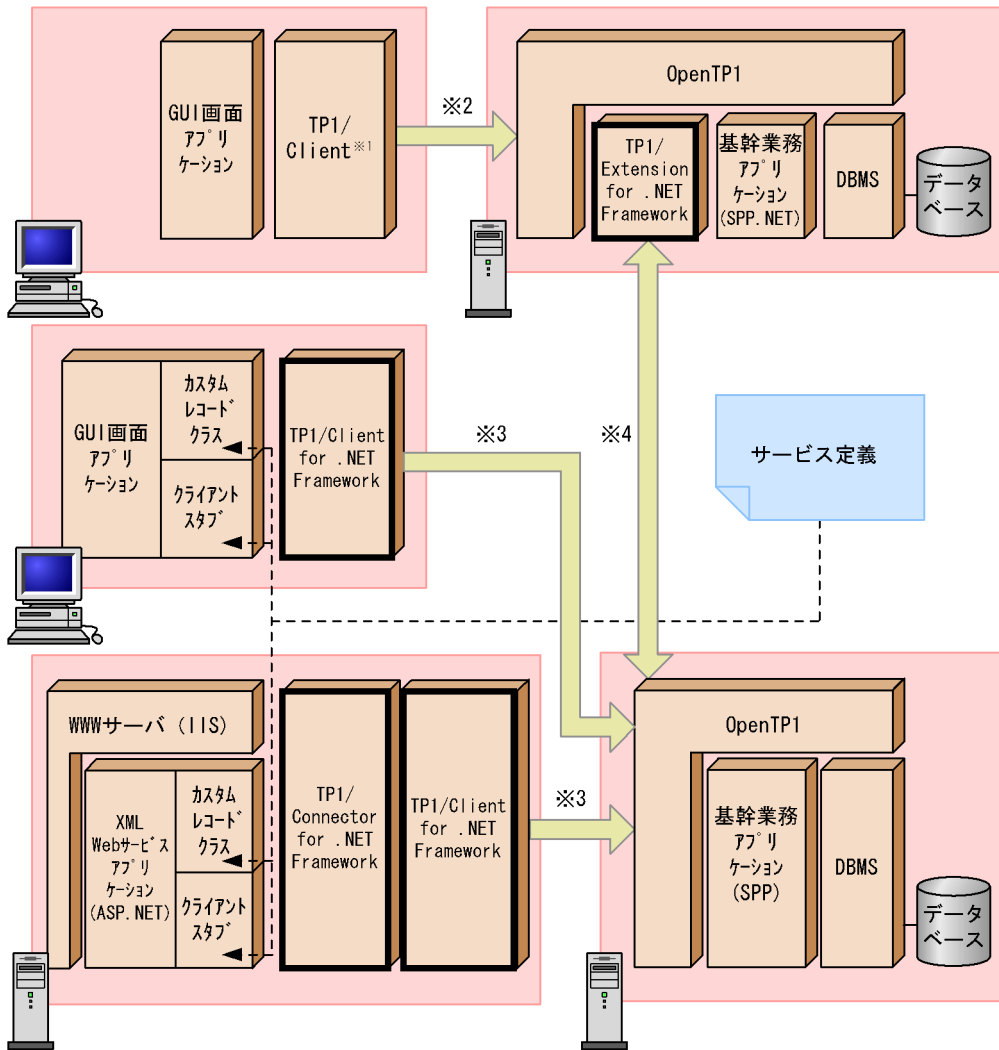 GUI画面
ｱﾌﾟﾘ
ｹｰｼｮﾝ
TP1/
Client※1
※2
OpenTP1
TP1/
Extension
for .NET
Framework
基幹業務
ｱﾌﾟﾘ
ｹｰｼｮﾝ
(SPP.NET)
DBMS
データ
ベース
GUI画面
ｱﾌﾟﾘ
ｹｰｼｮﾝ
ｶｽﾀﾑ
ﾚｺｰﾄﾞ
ｸﾗｽ
ｸﾗｲｱﾝﾄ
ｽﾀﾌﾞ
TP1/Client
for .NET
Framework
※3
※4
サービス定義
WWWサーバ（IIS）
XML
Webｻｰﾋﾞｽ
ｱﾌﾟﾘ
ｹｰｼｮﾝ
(ASP.NET)
ｶｽﾀﾑ
ﾚｺｰﾄﾞ
ｸﾗｽ
ｸﾗｲｱﾝﾄ
ｽﾀﾌﾞ
TP1/
Connector
for .NET
Framework
TP1/Client
for .NET
Framework
※3
OpenTP1
基幹業務
ｱﾌﾟﾘ
ｹｰｼｮﾝ
(SPP)
DBMS
データ
ベース